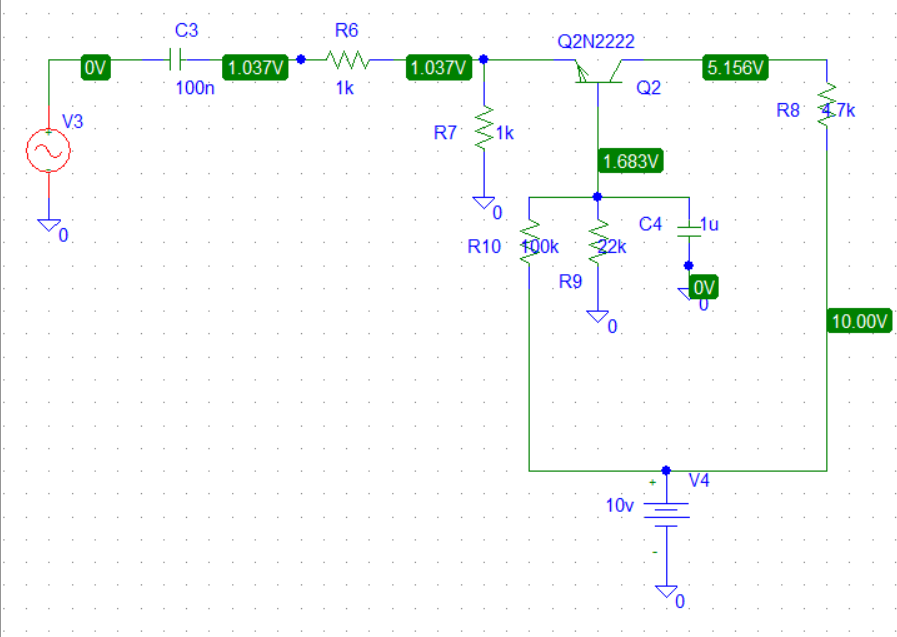 C3
R6
Q2N2222
0V
1.037V
1.037V
5.156V
100n
1k
Q2
V3
R7
1k
R8
4.7k
1.683V
0
0
R10
100k
22k
C4
1u
R9
0V
0
0
10.00V
+
V4
10v
-
0